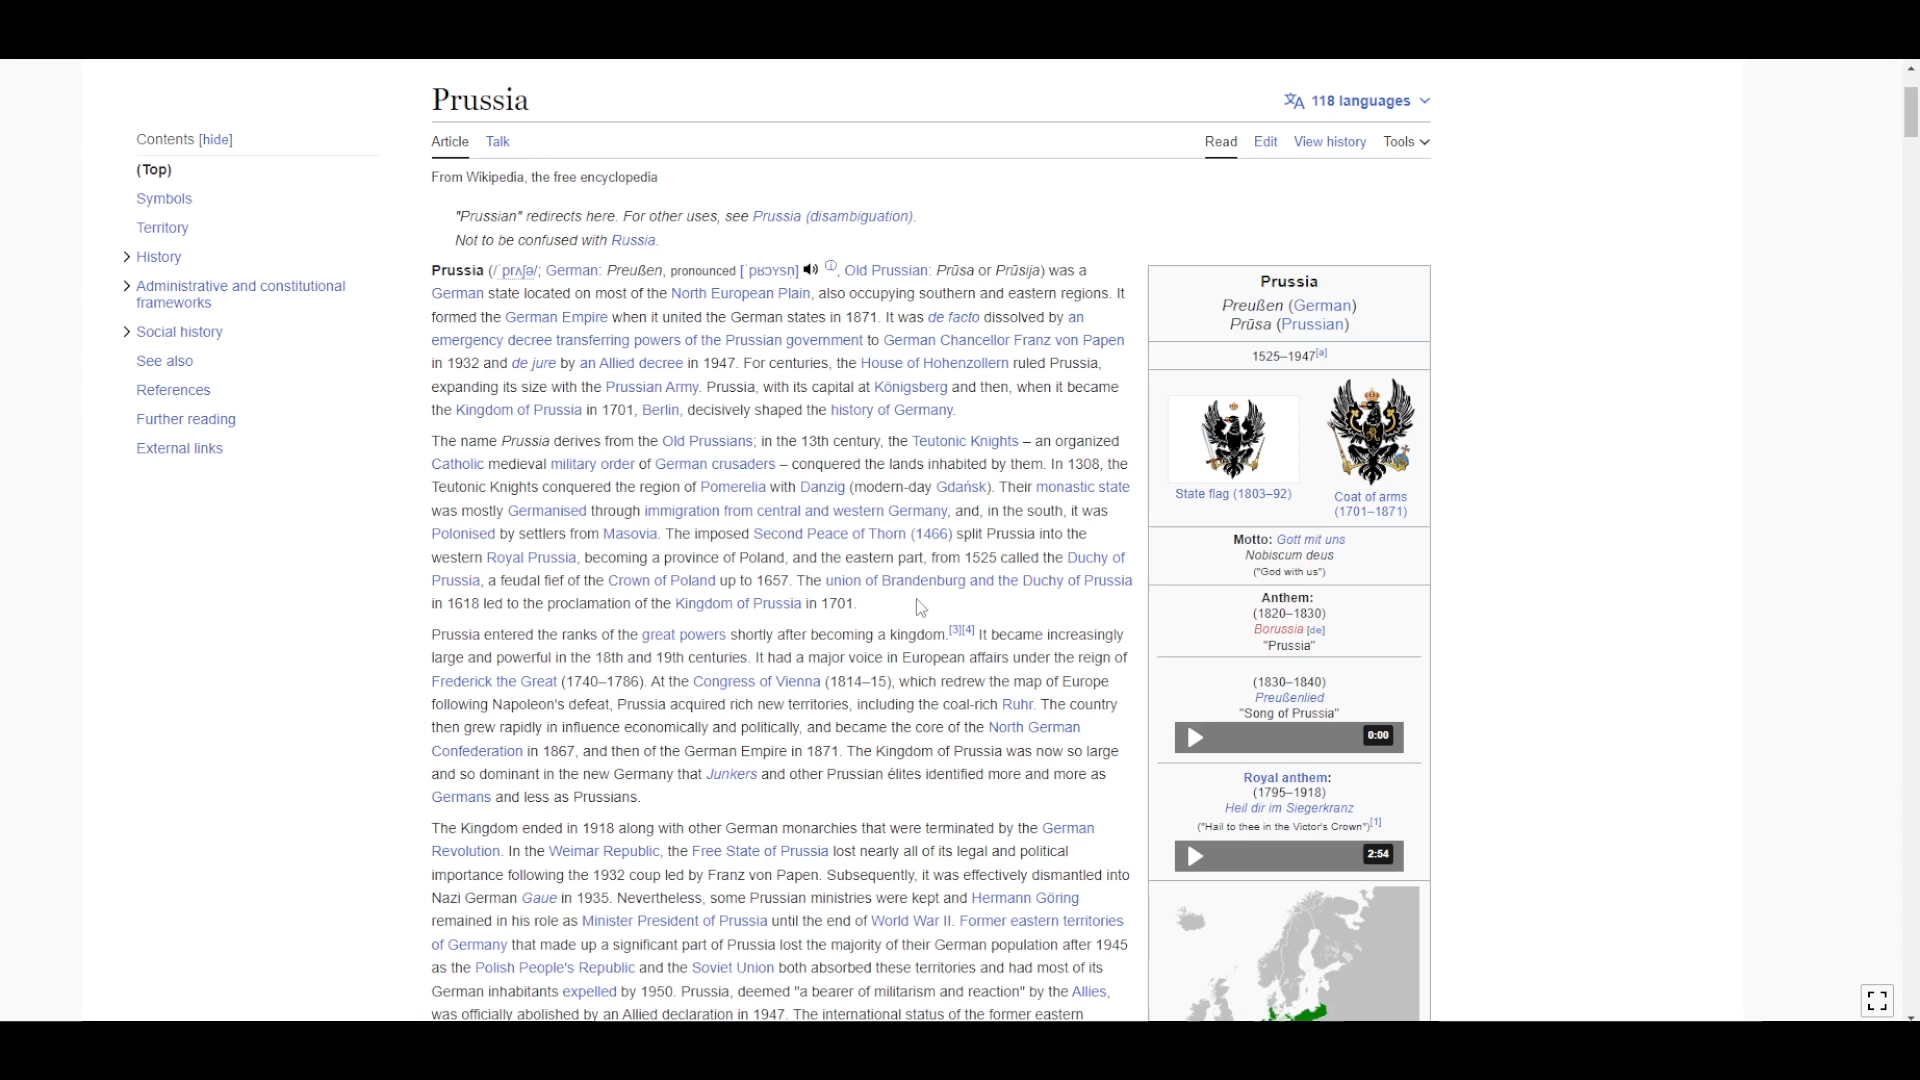 Prussia
118 languages
Article Talk
Read Edit View history Tools
From Wikipedia, the free encyclopedia
Contents [hide]
(Top)
Symbols
Territory
History
Administrative and constitutional
frameworks
Social history
See also
References
Further reading
External links
"Prussian" redirects here. For other uses, see Prussia (disambiguation).
Not to be confused with Russia.
Prussia (/ˈprʌʃə/; German: Preußen, pronounced [ˈpʁɔʏsn̩] ⓘ, Old Prussian: Prūsa or Prūsija) was a
German state located on most of the North European Plain, also occupying southern and eastern regions. It
formed the German Empire when it united the German states in 1871. It was de facto dissolved by an
emergency decree transferring powers of the Prussian government to German Chancellor Franz von Papen
in 1932 and de jure by an Allied decree in 1947. For centuries, the House of Hohenzollern ruled Prussia,
expanding its size with the Prussian Army. Prussia, with its capital at Königsberg and then, when it became
the Kingdom of Prussia in 1701, Berlin, decisively shaped the history of Germany.
The name Prussia derives from the Old Prussians; in the 13th century, the Teutonic Knights – an organized
Catholic medieval military order of German crusaders – conquered the lands inhabited by them. In 1308, the
Teutonic Knights conquered the region of Pomerelia with Danzig (modern-day Gdańsk). Their monastic state
was mostly Germanised through immigration from central and western Germany, and, in the south, it was
Polonised by settlers from Masovia. The imposed Second Peace of Thorn (1466) split Prussia into the
western Royal Prussia, becoming a province of Poland, and the eastern part, from 1525 called the Duchy of
Prussia, a feudal fief of the Crown of Poland up to 1657. The union of Brandenburg and the Duchy of Prussia
in 1618 led to the proclamation of the Kingdom of Prussia in 1701.
Prussia entered the ranks of the great powers shortly after becoming a kingdom.[3][4] It became increasingly
large and powerful in the 18th and 19th centuries. It had a major voice in European affairs under the reign of
Frederick the Great (1740–1786). At the Congress of Vienna (1814–15), which redrew the map of Europe
following Napoleon's defeat, Prussia acquired rich new territories, including the coal-rich Ruhr. The country
then grew rapidly in influence economically and politically, and became the core of the North German
Confederation in 1867, and then of the German Empire in 1871. The Kingdom of Prussia was now so large
and so dominant in the new Germany that Junkers and other Prussian élites identified more and more as
Germans and less as Prussians.
The Kingdom ended in 1918 along with other German monarchies that were terminated by the German
Revolution. In the Weimar Republic, the Free State of Prussia lost nearly all of its legal and political
importance following the 1932 coup led by Franz von Papen. Subsequently, it was effectively dismantled into
Nazi German Gaue in 1935. Nevertheless, some Prussian ministries were kept and Hermann Göring
remained in his role as Minister President of Prussia until the end of World War II. Former eastern territories
of Germany that made up a significant part of Prussia lost the majority of their German population after 1945
as the Polish People's Republic and the Soviet Union both absorbed these territories and had most of its
German inhabitants expelled by 1950. Prussia, deemed "a bearer of militarism and reaction" by the Allies,
was officially abolished by an Allied declaration in 1947. The international status of the former eastern
Prussia
Preußen (German)
Prūsa (Prussian)
1525–1947[a]
State flag (1803–92)
Coat of arms
(1701–1871)
Motto: Gott mit uns
Nobiscum deus
("God with us")
Anthem:
(1820–1830)
Borussia [de]
"Prussia"
(1830–1840)
Preußenlied
"Song of Prussia"
0:00
Royal anthem:
(1795–1918)
Heil dir im Siegerkranz
("Hail to thee in the Victor's Crown")[1]
2:54